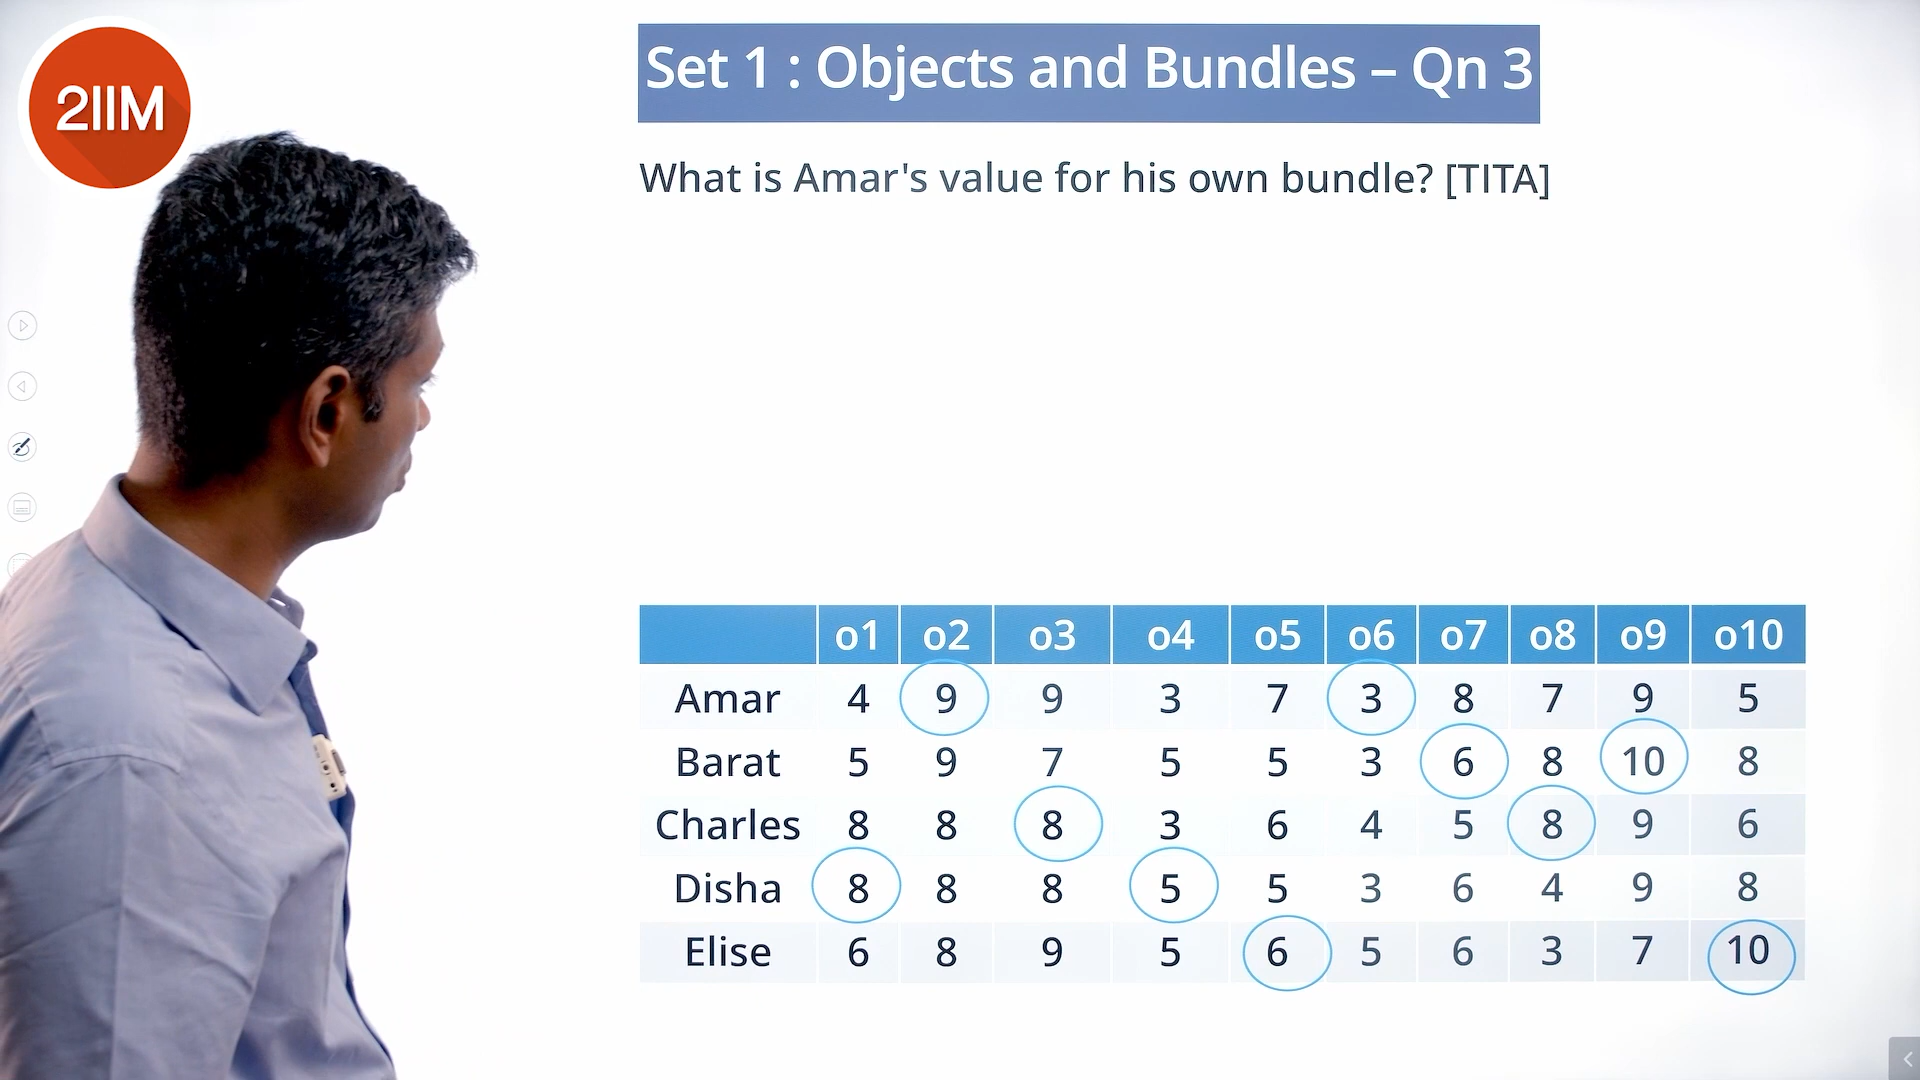 2IIM
Set 1 : Objects and Bundles – Qn 3
What is Amar's value for his own bundle? [TITA]
o1 o2 o3 o4 o5 o6 o7 o8 o9 o10
Amar 4 9 9 3 7 3 8 7 9 5
Barat 5 9 7 5 5 3 6 8 10 8
Charles 8 8 8 3 6 4 5 8 9 6
Disha 8 8 8 5 5 3 6 4 9 8
Elise 6 8 9 5 6 5 6 3 7 10